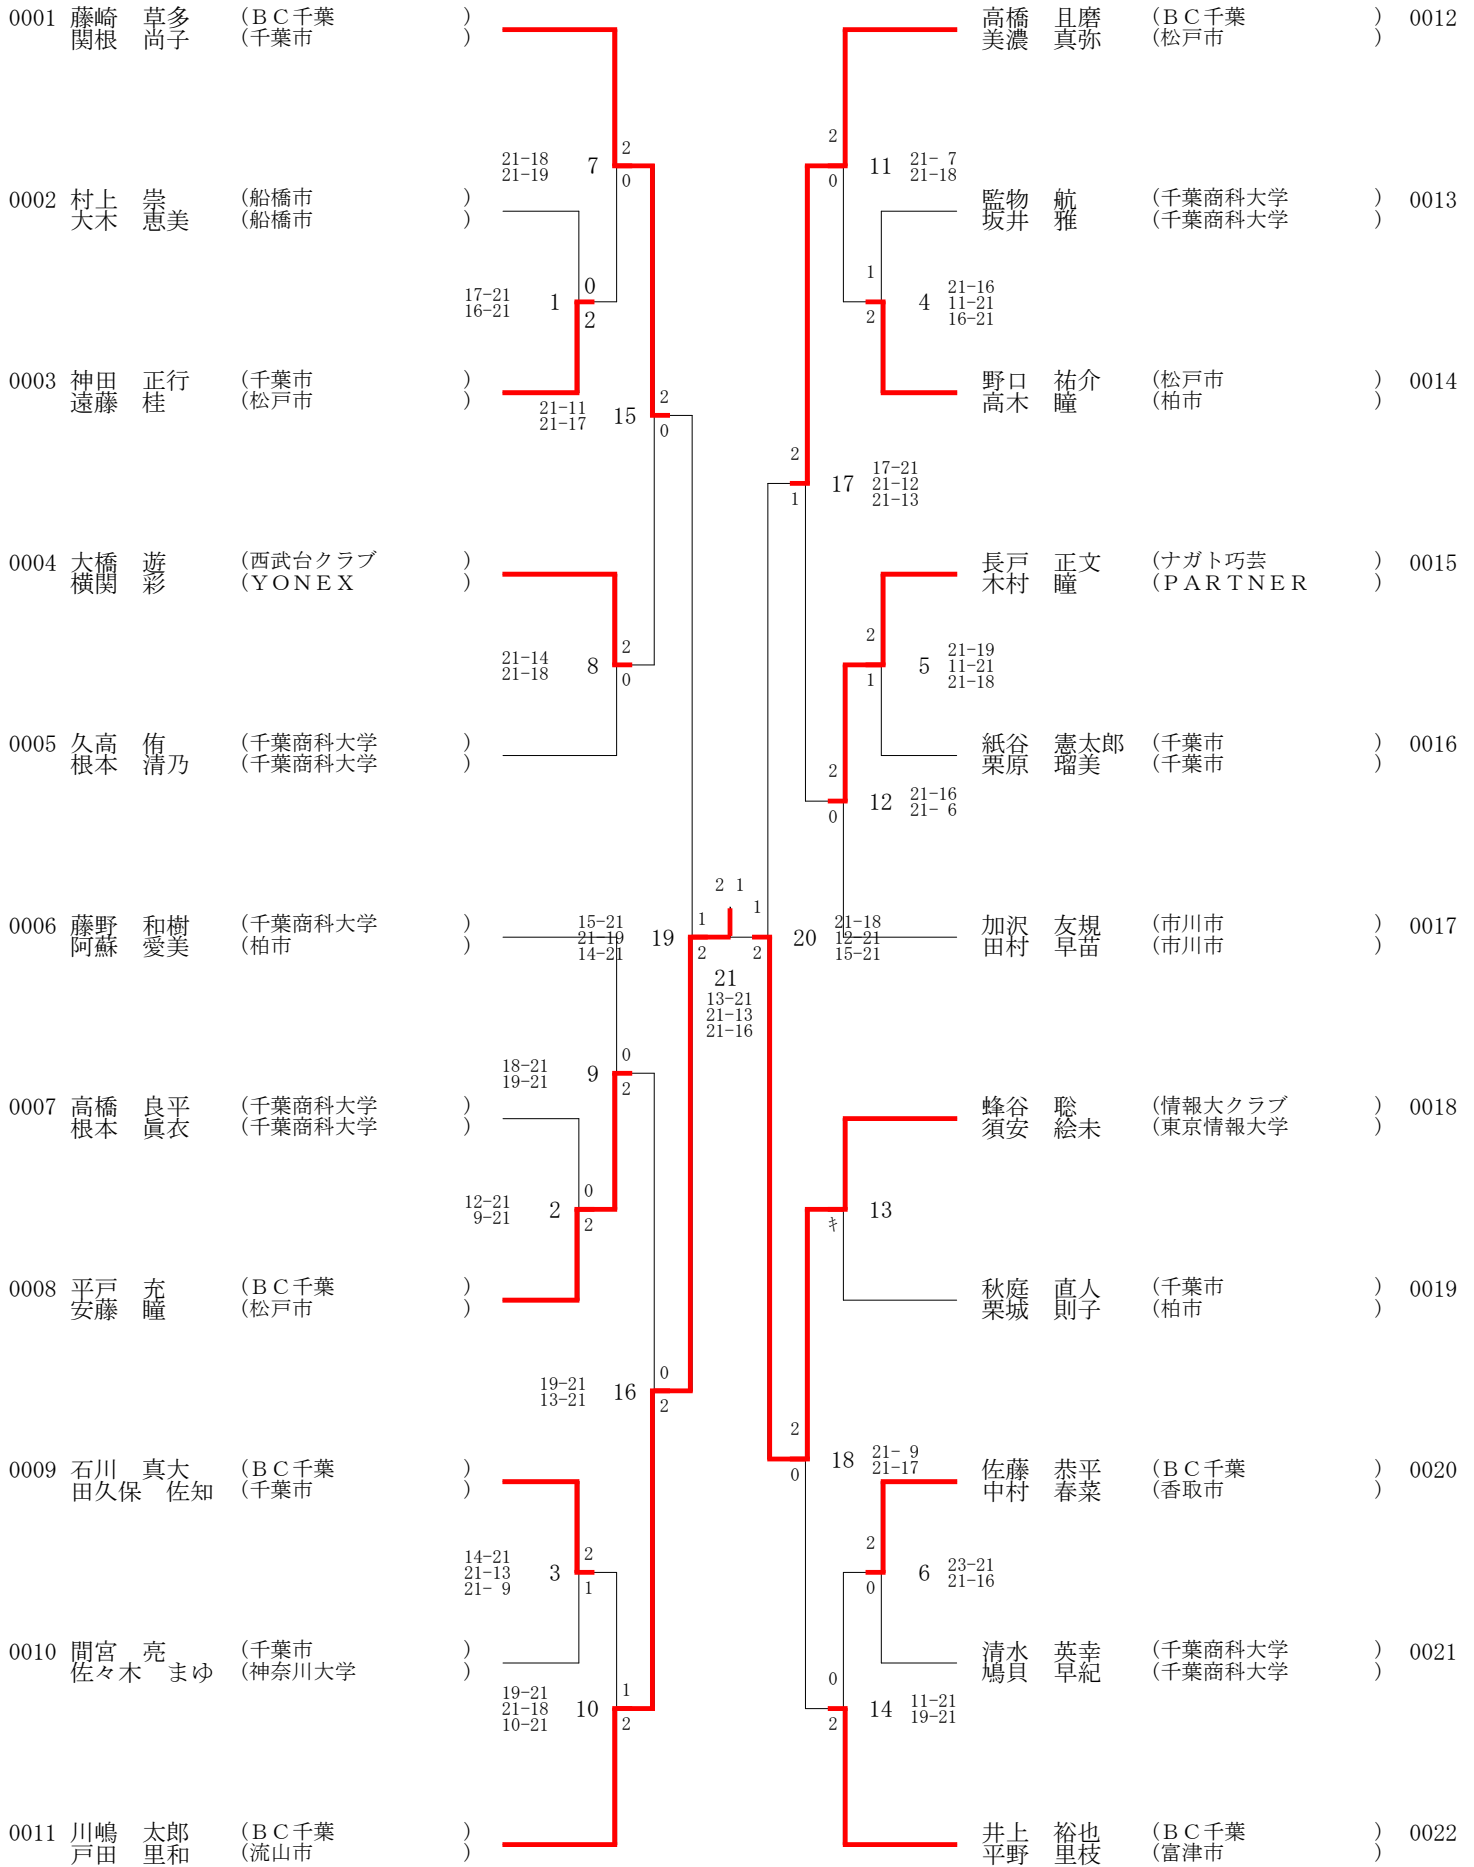 0001 藤崎　草多 (ＢＣ千葉 )
関根　尚子 (千葉市 )
21-18 7 2
21-19 0
0002 村上　崇 (船橋市 )
大木　恵美 (船橋市 )
17-21 1 0
16-21 2
0003 神田　正行 (千葉市 )
遠藤　桂 (松戸市 )
21-11 15 2
21-17 0
0004 大橋　遊 (西武台クラブ )
横関　彩 (ＹＯＮＥＸ )
21-14 8 2
21-18 0
0005 久高　侑 (千葉商科大学 )
根本　清乃 (千葉商科大学 )
0006 藤野　和樹 (千葉商科大学 )
阿蘇　愛美 (柏市 )
15-21 19 1
21-19 2
14-21
18-21 9 0
19-21 2
0007 高橋　良平 (千葉商科大学 )
根本　眞衣 (千葉商科大学 )
12-21 2 0
9-21 2
0008 平戸　充 (ＢＣ千葉 )
安藤　瞳 (松戸市 )
19-21 16 0
13-21 2
0009 石川　真大 (ＢＣ千葉 )
田久保　佐知 (千葉市 )
14-21 3 2
21-13 1
21- 9
0010 間宮　亮 (千葉市 )
佐々木　まゆ (神奈川大学 )
19-21 10 1
21-18 2
10-21
0011 川嶋　太郎 (ＢＣ千葉 )
戸田　里和 (流山市 )
2 1
21
13-21
21-13
21-16
高橋　且磨 (ＢＣ千葉 ) 0012
美濃　真弥 (松戸市 )
2 11 21- 7
0 21-18
監物　航 (千葉商科大学 ) 0013
坂井　雅 (千葉商科大学 )
1 4 21-16
2 11-21
16-21
野口　祐介 (松戸市 ) 0014
高木　瞳 (柏市 )
2 17 17-21
1 21-12
21-13
長戸　正文 (ナガト巧芸 ) 0015
木村　瞳 (ＰＡＲＴＮＥＲ )
2 5 21-19
1 11-21
21-18
紙谷　憲太郎 (千葉市 ) 0016
栗原　瑠美 (千葉市 )
2 12 21-16
0 21- 6
1 20 21-18
2 12-21
15-21
加沢　友規 (市川市 ) 0017
田村　早苗 (市川市 )
蜂谷　聡 (情報大クラブ ) 0018
須安　絵未 (東京情報大学 )
13
ｷ
秋庭　直人 (千葉市 ) 0019
栗城　則子 (柏市 )
2 18 21- 9
0 21-17
佐藤　恭平 (ＢＣ千葉 ) 0020
中村　春菜 (香取市 )
2 6 23-21
0 21-16
清水　英幸 (千葉商科大学 ) 0021
鳰貝　早紀 (千葉商科大学 )
0 14 11-21
2 19-21
井上　裕也 (ＢＣ千葉 ) 0022
平野　里枝 (富津市 )